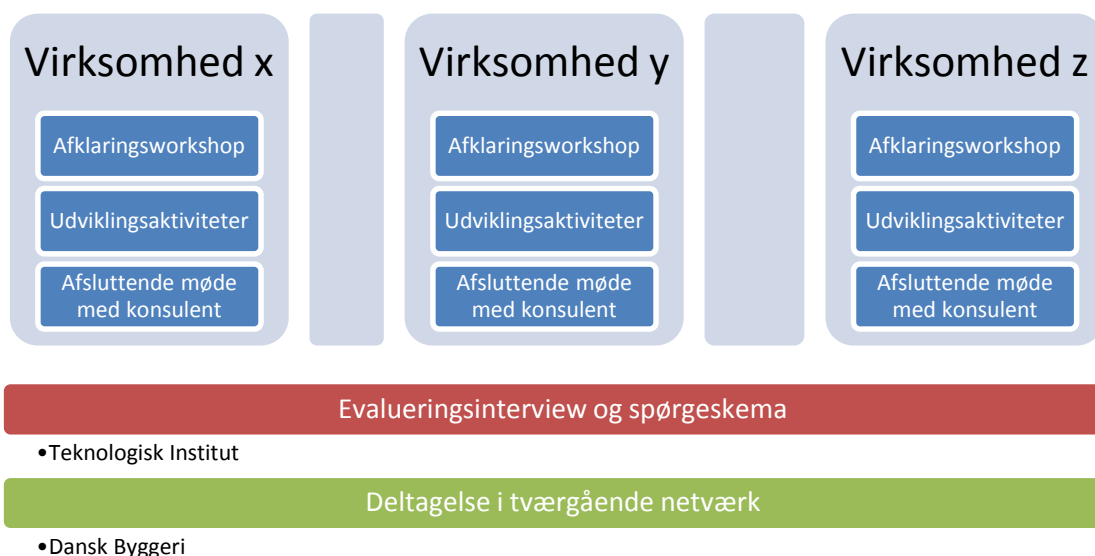 Virksomhed x
Afklaringsworkshop
Udviklingsaktiviteter
Afsluttende møde
med konsulent
Virksomhed y
Afklaringsworkshop
Udviklingsaktiviteter
Afsluttende møde
med konsulent
Virksomhed z
Afklaringsworkshop
Udviklingsaktiviteter
Afsluttende møde
med konsulent
Evalueringsinterview og spørgeskema
•Teknologisk Institut
Deltagelse i tværgående netværk
•Dansk Byggeri